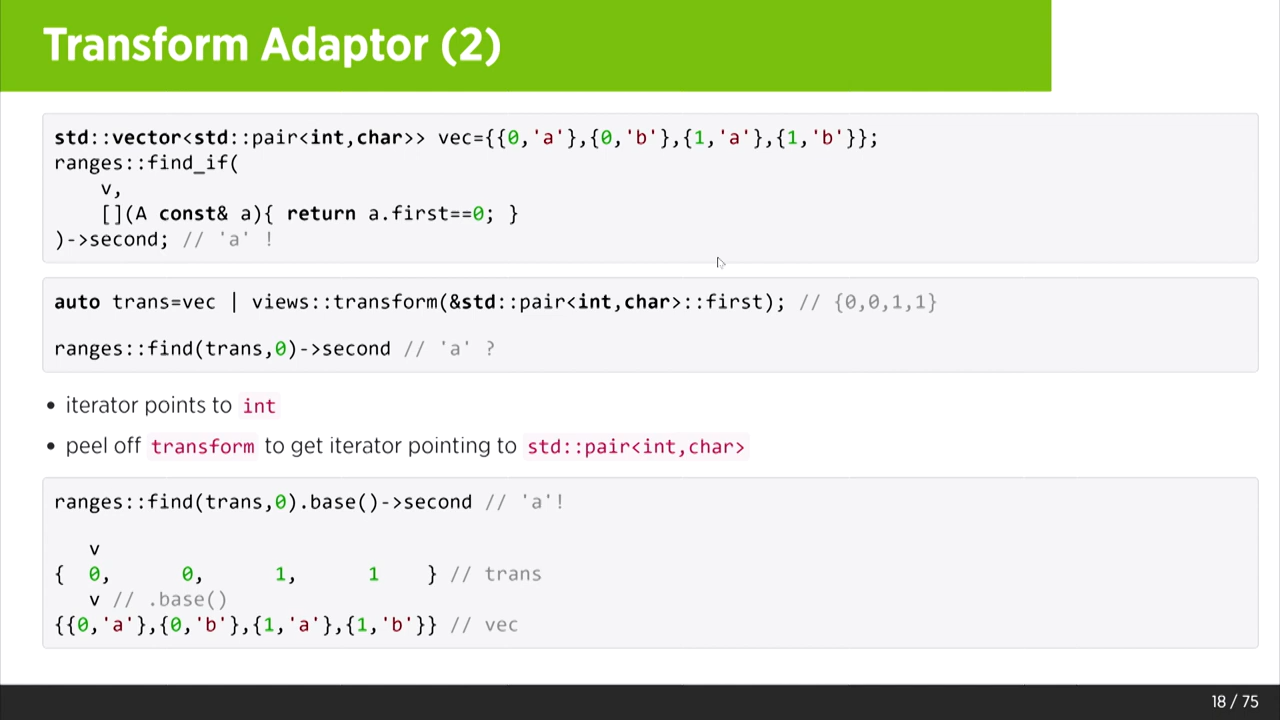 Transform Adaptor (2)
std::vector<std::pair<int,char>> vec={{0,'a'},{0,'b'},{1,'a'},{1,'b'}};
ranges::find_if(
v,
[](A const& a){ return a.first==0; }
)->second; // 'a' !
auto trans=vec | views::transform(&std::pair<int,char>::first); // {0,0,1,1}
ranges::find(trans,0)->second // 'a' ?
• iterator points to int
• peel off transform to get iterator pointing to std::pair<int,char>
ranges::find(trans,0).base()->second // 'a'!
v
{ 0, 0, 1, 1 } // trans
v // .base()
{{0,'a'},{0,'b'},{1,'a'},{1,'b'}} // vec
18 / 75